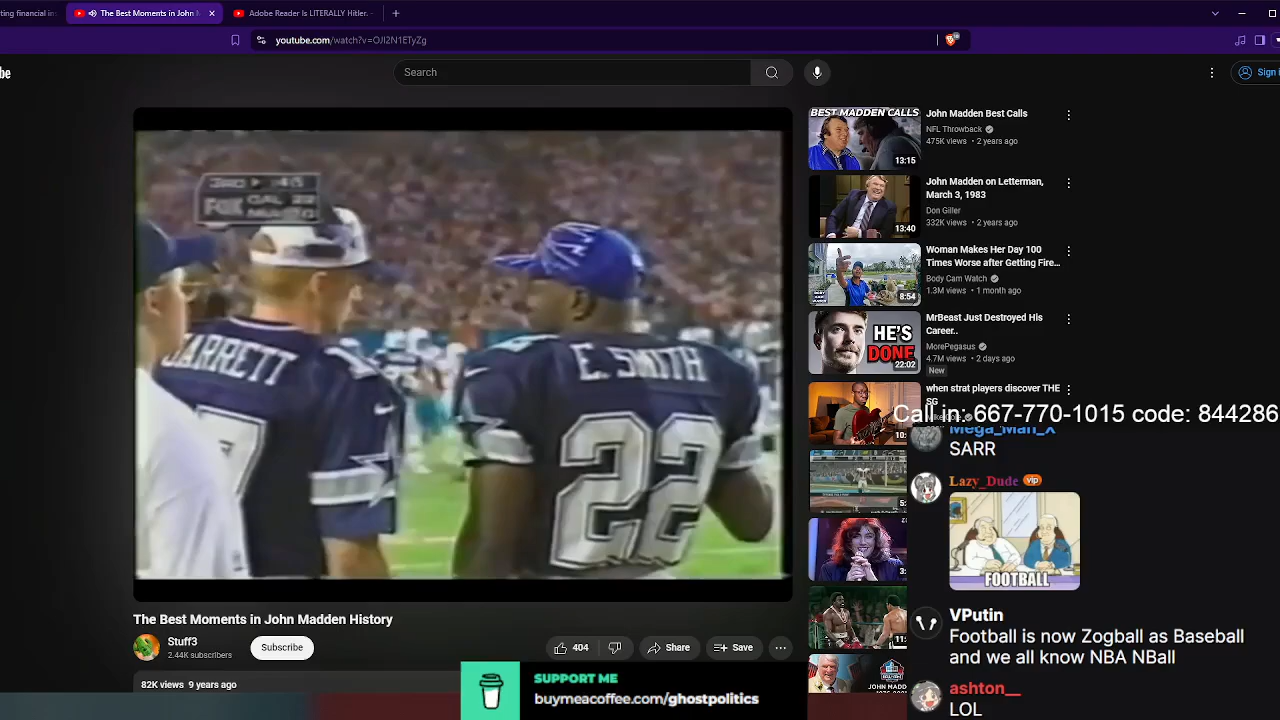 ting financial in
The Best Moments in John M
Adobe Reader Is LITERALLY Hitler. -
youtube.com/watch?v=OJI2N1ETyZg
be
Search
Sign i
FOX
JARRETT
E. SMITH
22
The Best Moments in John Madden History
Stuff3
2.44K subscribers
Subscribe
404
Share
Save
82K views 9 years ago
SUPPORT ME
buymeacoffee.com/ghostpolitics
BEST MADDEN CALLS
13:15
John Madden Best Calls
NFL Throwback
475K views • 2 years ago
13:40
John Madden on Letterman,
March 3, 1983
Don Giller
332K views • 2 years ago
8:54
Woman Makes Her Day 100
Times Worse after Getting Fire...
Body Cam Watch
1.3M views • 1 month ago
HE'S
DONE
22:02
MrBeast Just Destroyed His
Career..
MorePegasus
4.7M views • 2 days ago
New
when strat players discover THE
SG
Call in: 667-770-1015 code: 844286
Mega_Man_X
SARR
Lazy_Dude vip
FOOTBALL
VPutin
Football is now Zogball as Baseball
and we all know NBA NBall
ashton__
LOL